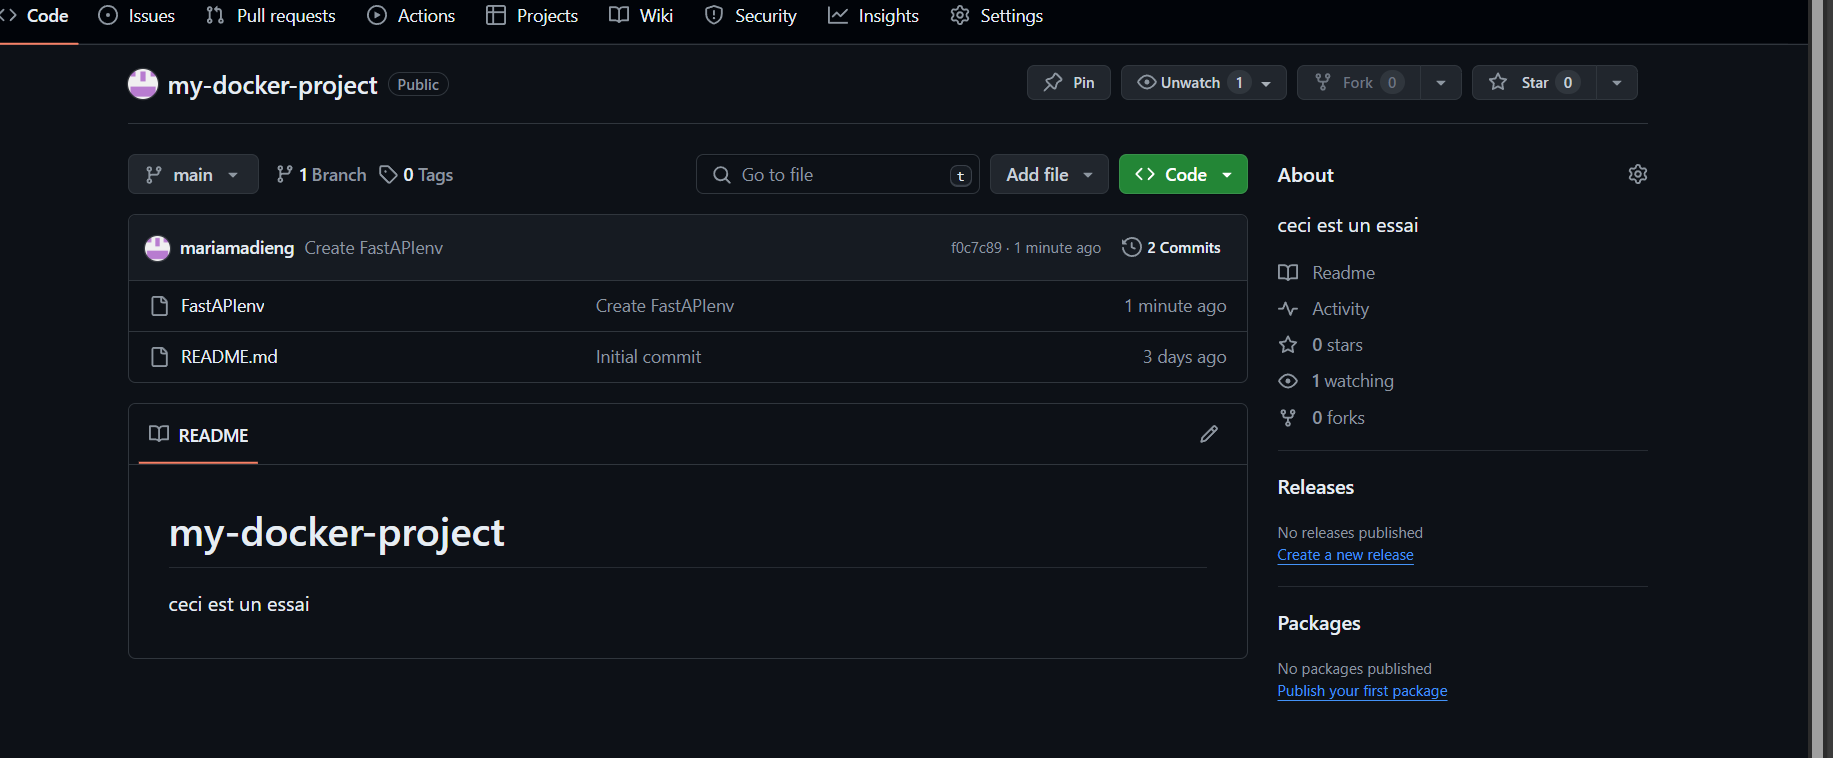 Code Issues Pull requests Actions Projects Wiki Security Insights Settings
my-docker-project Public Pin Unwatch 1 Fork 0 Star 0
main 1 Branch 0 Tags Go to file t Add file Code
mariamadieng Create FastAPIenv f0c7c89 · 1 minute ago 2 Commits
FastAPIenv Create FastAPIenv 1 minute ago
README.md Initial commit 3 days ago
README
my-docker-project
ceci est un essai
About
ceci est un essai
Readme
Activity
0 stars
1 watching
0 forks
Releases
No releases published
Create a new release
Packages
No packages published
Publish your first package